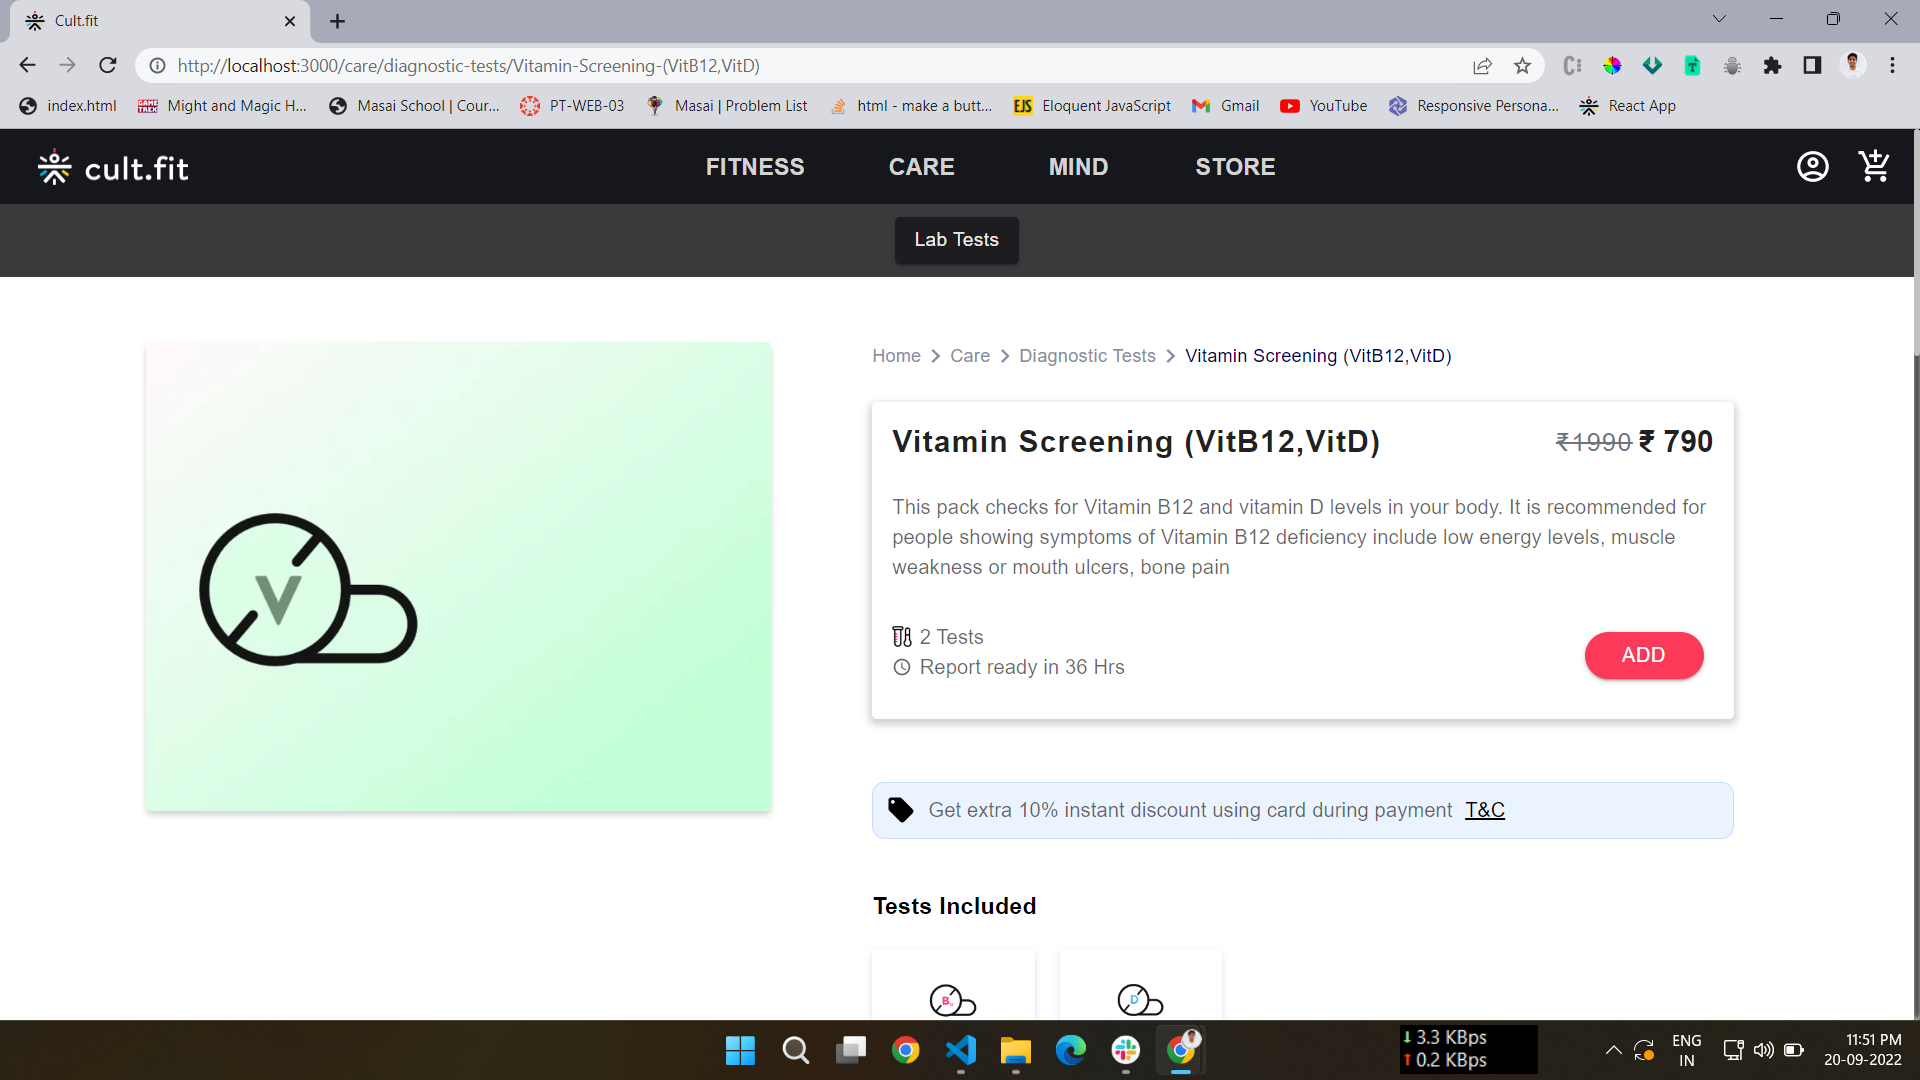 Cult.fit
http://localhost:3000/care/diagnostic-tests/Vitamin-Screening-(VitB12,VitD)
index.html
Might and Magic H...
Masai School | Cour...
PT-WEB-03
Masai | Problem List
html - make a butt...
EJS
Eloquent JavaScript
Gmail
YouTube
Responsive Persona...
React App
cult.fit
FITNESS
CARE
MIND
STORE
Lab Tests
Home > Care > Diagnostic Tests > Vitamin Screening (VitB12,VitD)
Vitamin Screening (VitB12,VitD)
₹1990 ₹ 790
This pack checks for Vitamin B12 and vitamin D levels in your body. It is recommended for
people showing symptoms of Vitamin B12 deficiency include low energy levels, muscle
weakness or mouth ulcers, bone pain
2 Tests
Report ready in 36 Hrs
ADD
V
Get extra 10% instant discount using card during payment T&C
Tests Included
B
D
3.3 KBps
0.2 KBps
ENG
IN
11:51 PM
20-09-2022